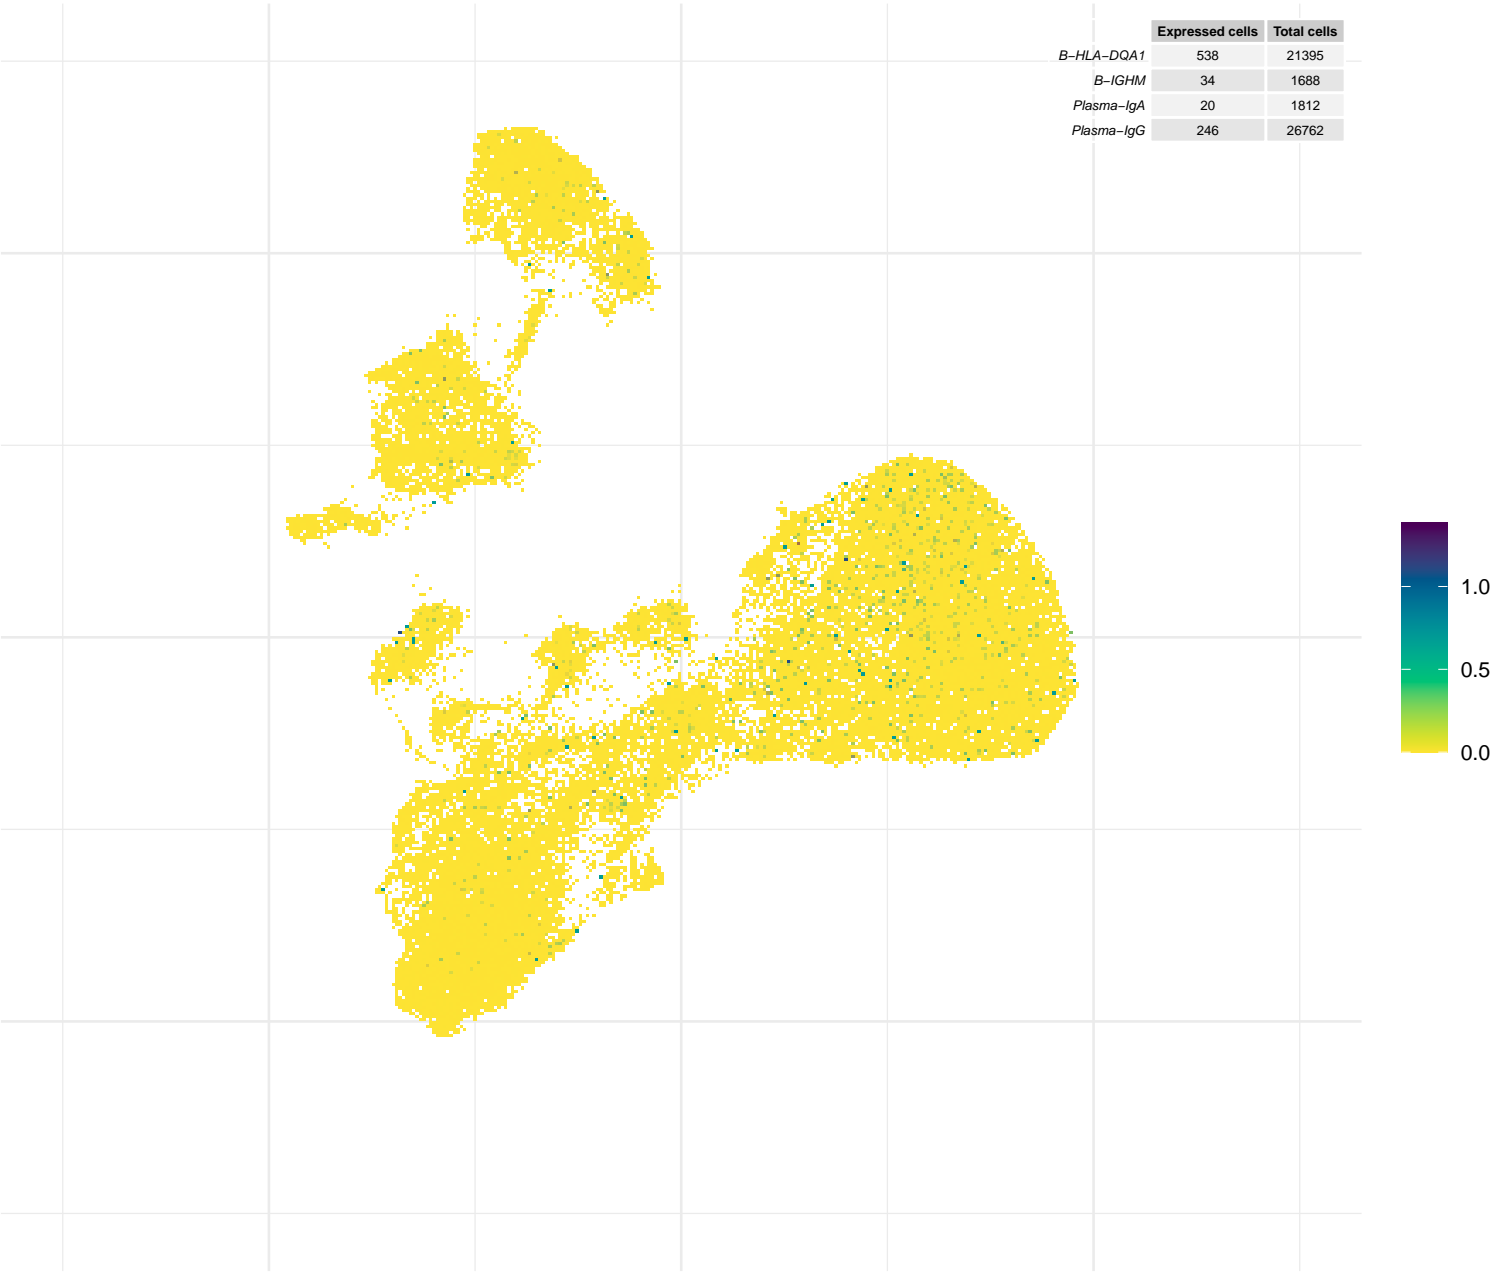 Expressed cells Total cells
B−HLA−DQA1 538 21395
B−IGHM 34 1688
Plasma−IgA 20 1812
Plasma−IgG 246 26762
1.0
0.5
0.0